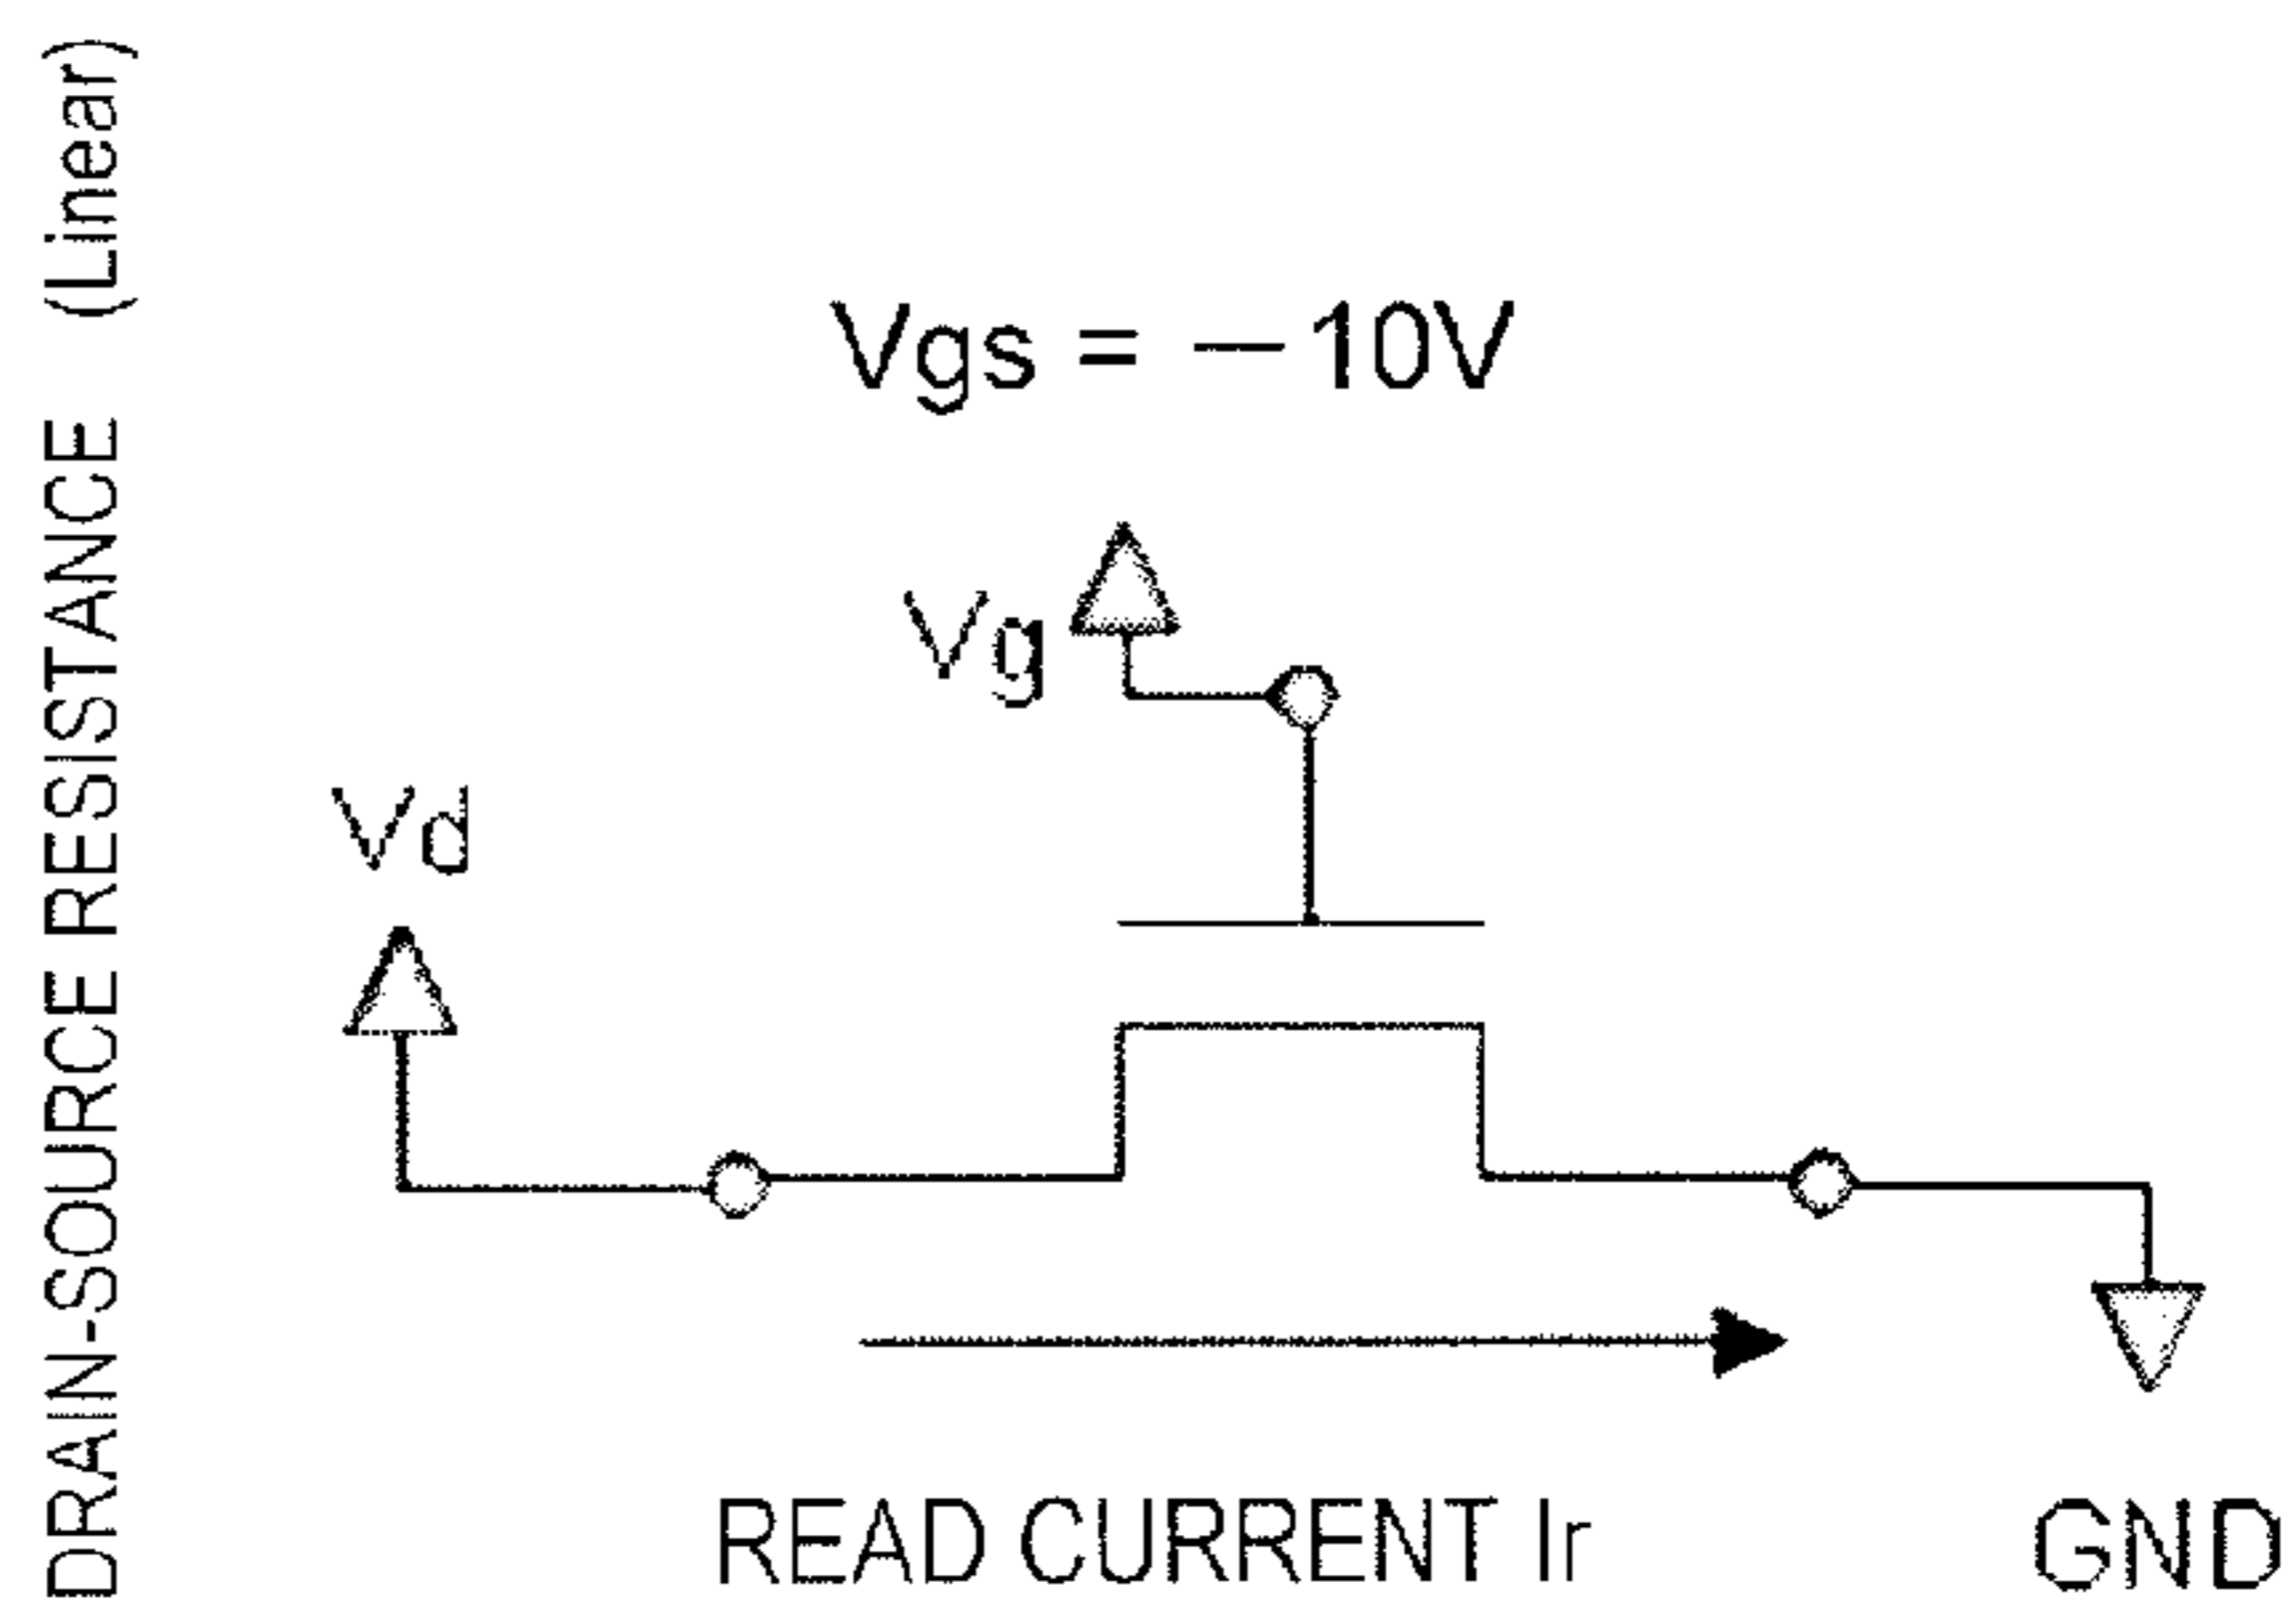 DRAIN-SOURCE RESISTANCE (Linear)
Vgs = −10V
Vg
Vd
READ CURRENT Ir
GND